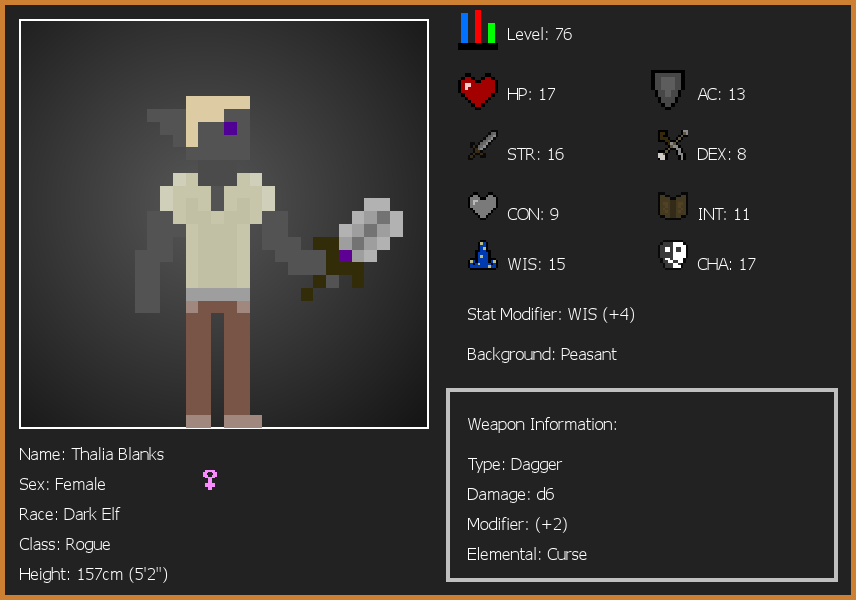 Level: 76
HP: 17
AC: 13
STR: 16
DEX: 8
CON: 9
INT: 11
WIS: 15
CHA: 17
Stat Modifier: WIS (+4)
Background: Peasant
Weapon Information:
Type: Dagger
Damage: d6
Modifier: (+2)
Elemental: Curse
Name: Thalia Blanks
Sex: Female
Race: Dark Elf
Class: Rogue
Height: 157cm (5'2")